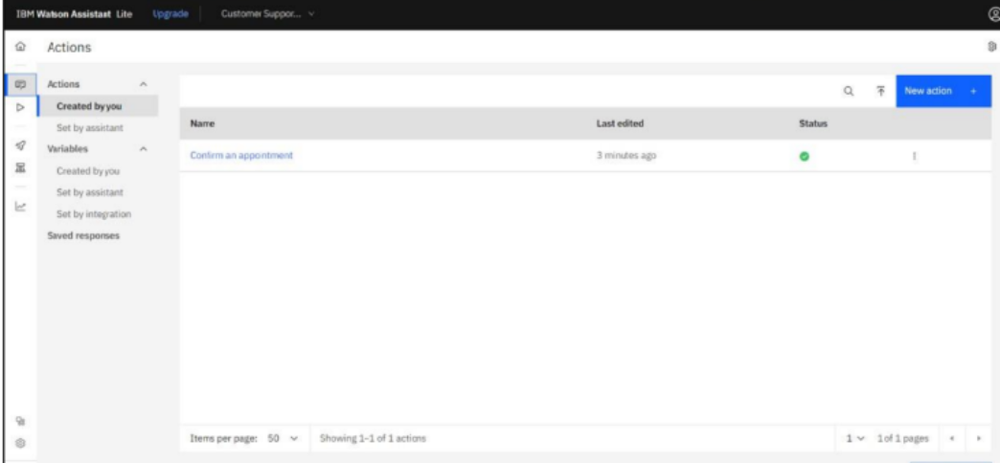 IBM Watson Assistant Lite Upgrade Customer Suppor...
Actions
Actions
Created by you
Set by assistant
Variables
Created by you
Set by assistant
Set by integration
Saved responses
New action +
Name Last edited Status
Confirm an appointment 3 minutes ago
Items per page: 50 Showing 1–1 of 1 actions 1 1 of 1 pages